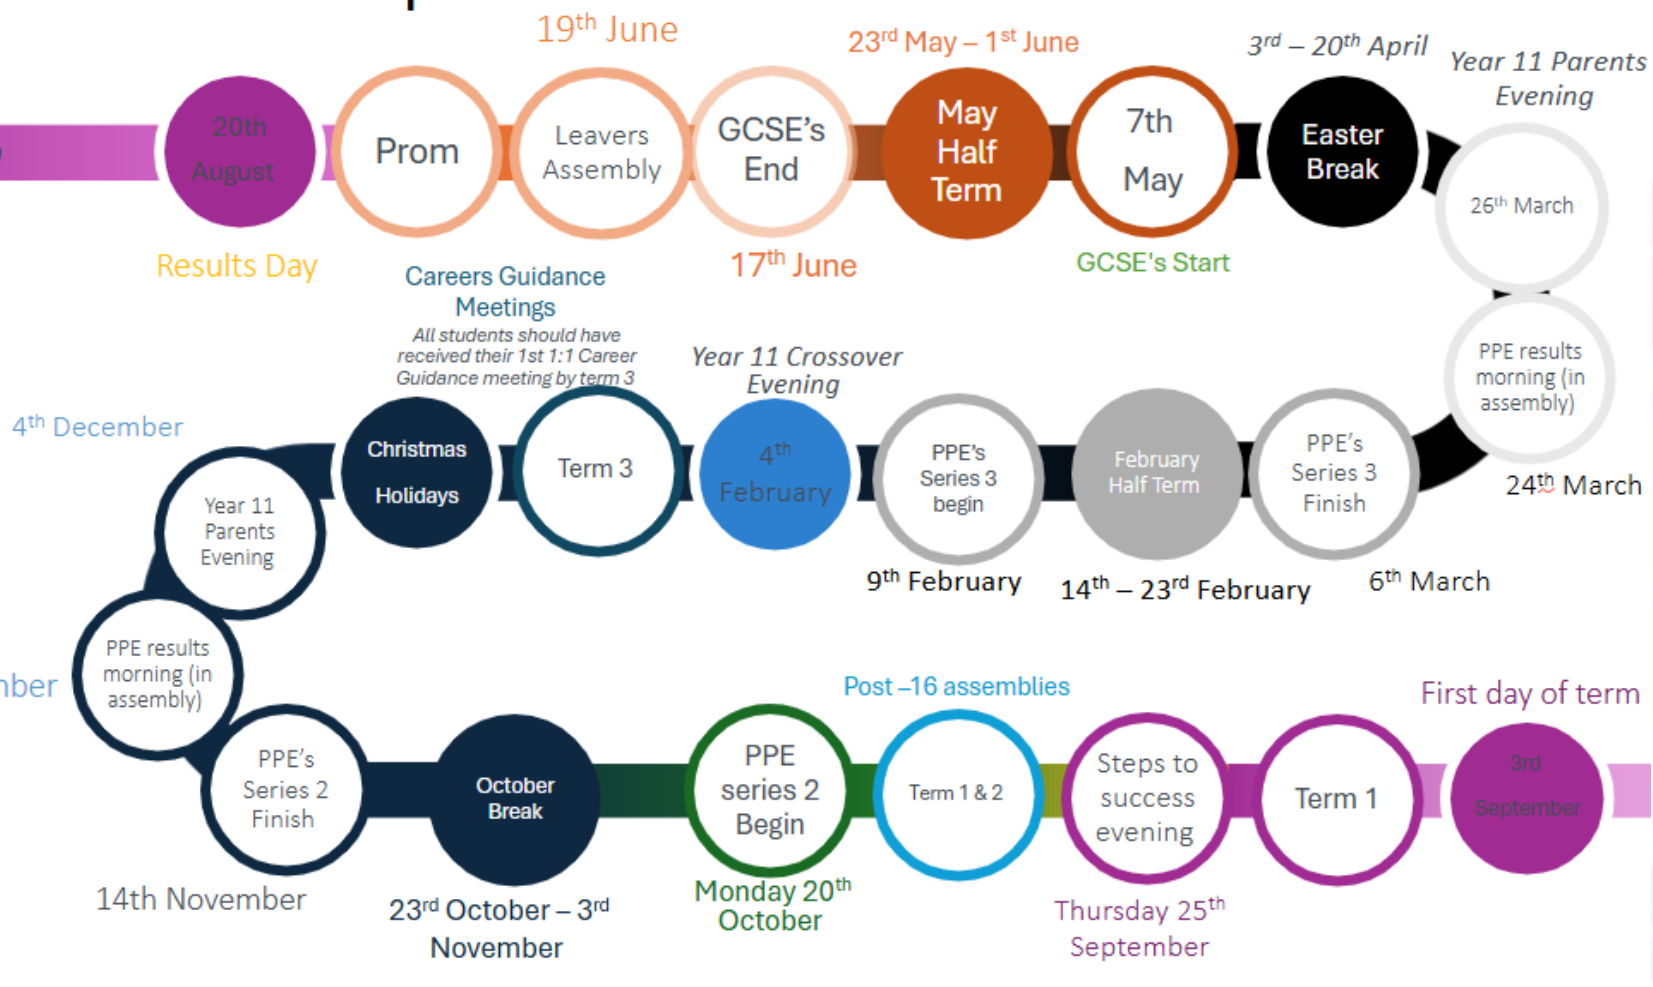 19th June
23rd May – 1st June
3rd – 20th April
Year 11 Parents
Evening
20th
August
Prom
Leavers
Assembly
GCSE's
End
May
Half
Term
7th
May
Easter
Break
26th March
Results Day
17th June
GCSE's Start
Careers Guidance
Meetings
All students should have
received their 1st 1:1 Career
Guidance meeting by term 3
Year 11 Crossover
Evening
PPE results
morning (in
assembly)
24th March
4th December
Year 11
Parents
Evening
Christmas
Holidays
Term 3
4th
February
PPE's
Series 3
begin
February
Half Term
PPE's
Series 3
Finish
9th February
14th – 23rd February
6th March
PPE results
morning (in
assembly)
mber
Post –16 assemblies
First day of term
PPE's
Series 2
Finish
October
Break
PPE
series 2
Begin
Term 1 & 2
Steps to
success
evening
Term 1
3rd
September
14th November
23rd October – 3rd
November
Monday 20th
October
Thursday 25th
September